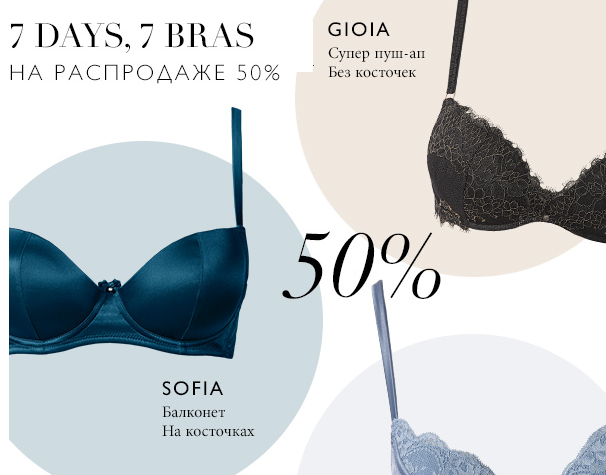 7 DAYS, 7 BRAS
НА РАСПРОДАЖЕ 50%
GIOIA
Супер пуш-ап
Без косточек
50%
SOFIA
Балконет
На косточках